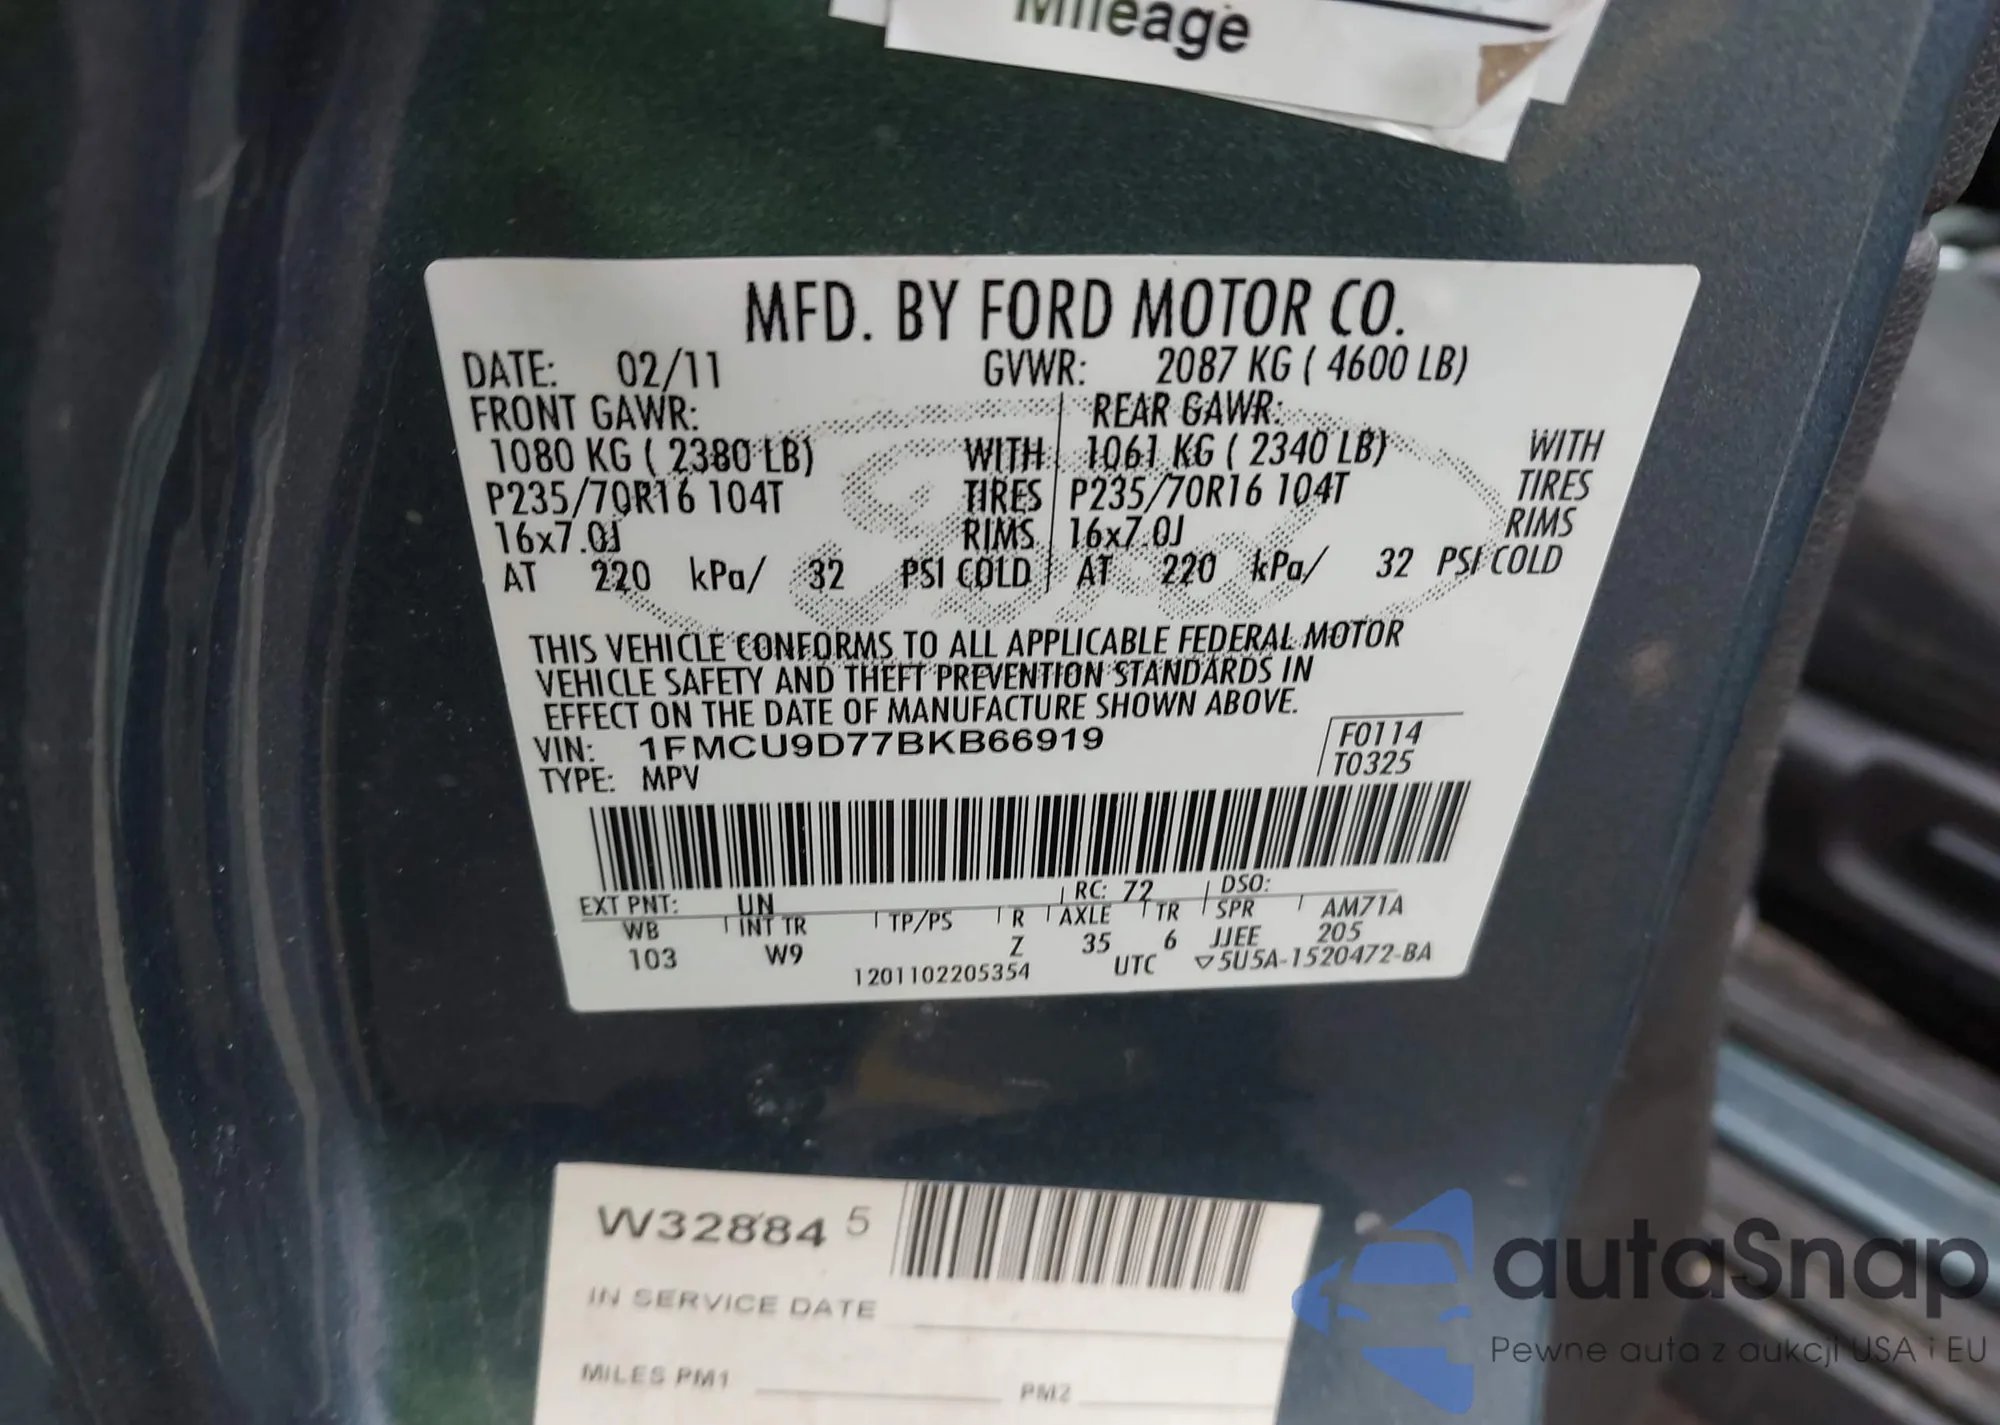 Mileage
MFD. BY FORD MOTOR CO.
DATE: 02/11 GVWR: 2087 KG ( 4600 LB)
FRONT GAWR: REAR GAWR:
1080 KG ( 2380 LB) WITH 1061 KG ( 2340 LB) WITH
P235/70R16 104T TIRES P235/70R16 104T TIRES
16x7.0J RIMS 16x7.0J RIMS
AT 220 kPa/ 32 PSI COLD AT 220 kPa/ 32 PSI COLD
THIS VEHICLE CONFORMS TO ALL APPLICABLE FEDERAL MOTOR
VEHICLE SAFETY AND THEFT PREVENTION STANDARDS IN
EFFECT ON THE DATE OF MANUFACTURE SHOWN ABOVE.
VIN: 1FMCU9D77BKB66919 F0114
TYPE: MPV T0325
EXT PNT: UN RC: 72 DSO:
WB INT TR TP/PS R AXLE TR SPR AM71A
103 W9 Z 35 6 JJEE 205
1201102205354 UTC ▽5U5A-1520472-BA
W32884 5
IN SERVICE DATE
MILES PM1 PM2
autaSnap
Pewne auta z aukcji USA i EU